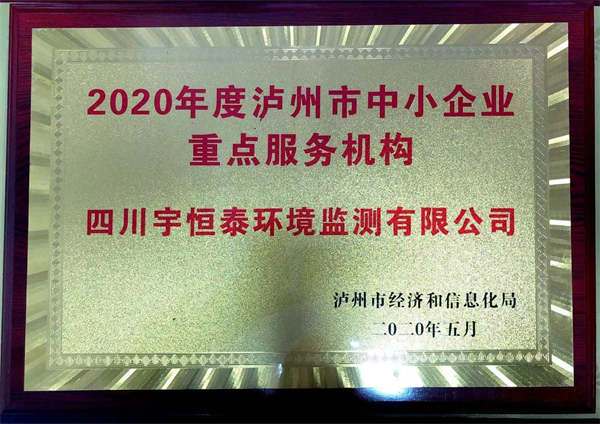 2020年度泸州市中小企业
重点服务机构
四川宇恒泰环境监测有限公司
泸州市经济和信息化局
二〇二〇年五月